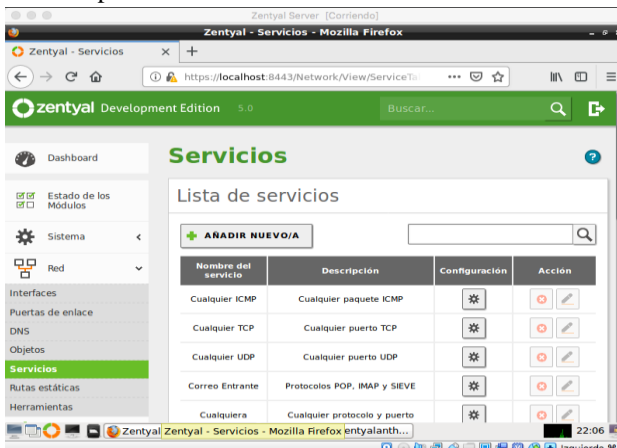 Zentyal Server [Corriendo]
Zentyal - Servicios - Mozilla Firefox
Zentyal - Servicios
https://localhost:8443/Network/View/ServiceTa
zentyal Development Edition 5.0
Buscar...
Dashboard
Estado de los
Módulos
Sistema
Red
Interfaces
Puertas de enlace
DNS
Objetos
Servicios
Rutas estáticas
Herramientas
Servicios
Lista de servicios
AÑADIR NUEVO/A
Nombre del servicio Descripción Configuración Acción
Cualquier ICMP Cualquier paquete ICMP
Cualquier TCP Cualquier puerto TCP
Cualquier UDP Cualquier puerto UDP
Correo Entrante Protocolos POP, IMAP y SIEVE
Cualquiera Cualquier protocolo y puerto
Zentyal Zentyal - Servicios - Mozilla Firefox entyalanth... 22:06